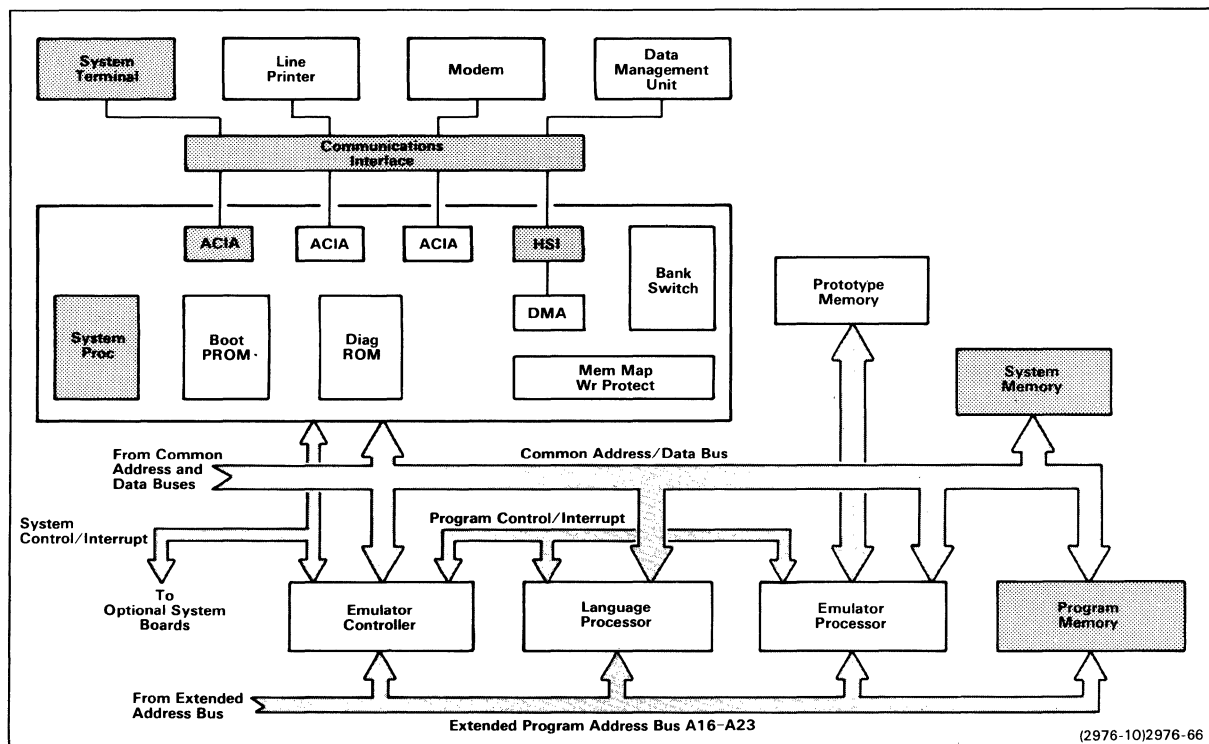 System
Terminal
Line
Printer
Modem
Data
Management
Unit
Communications
Interface
ACIA
ACIA
ACIA
HSI
Bank
Switch
DMA
System
Proc
Boot
PROM
Diag
ROM
Mem Map
Wr Protect
Prototype
Memory
System
Memory
From Common
Address and
Data Buses
Common Address/Data Bus
System
Control/Interrupt
Program Control/Interrupt
To
Optional System
Boards
Emulator
Controller
Language
Processor
Emulator
Processor
Program
Memory
From Extended
Address Bus
Extended Program Address Bus A16–A23
(2976-10)2976-66